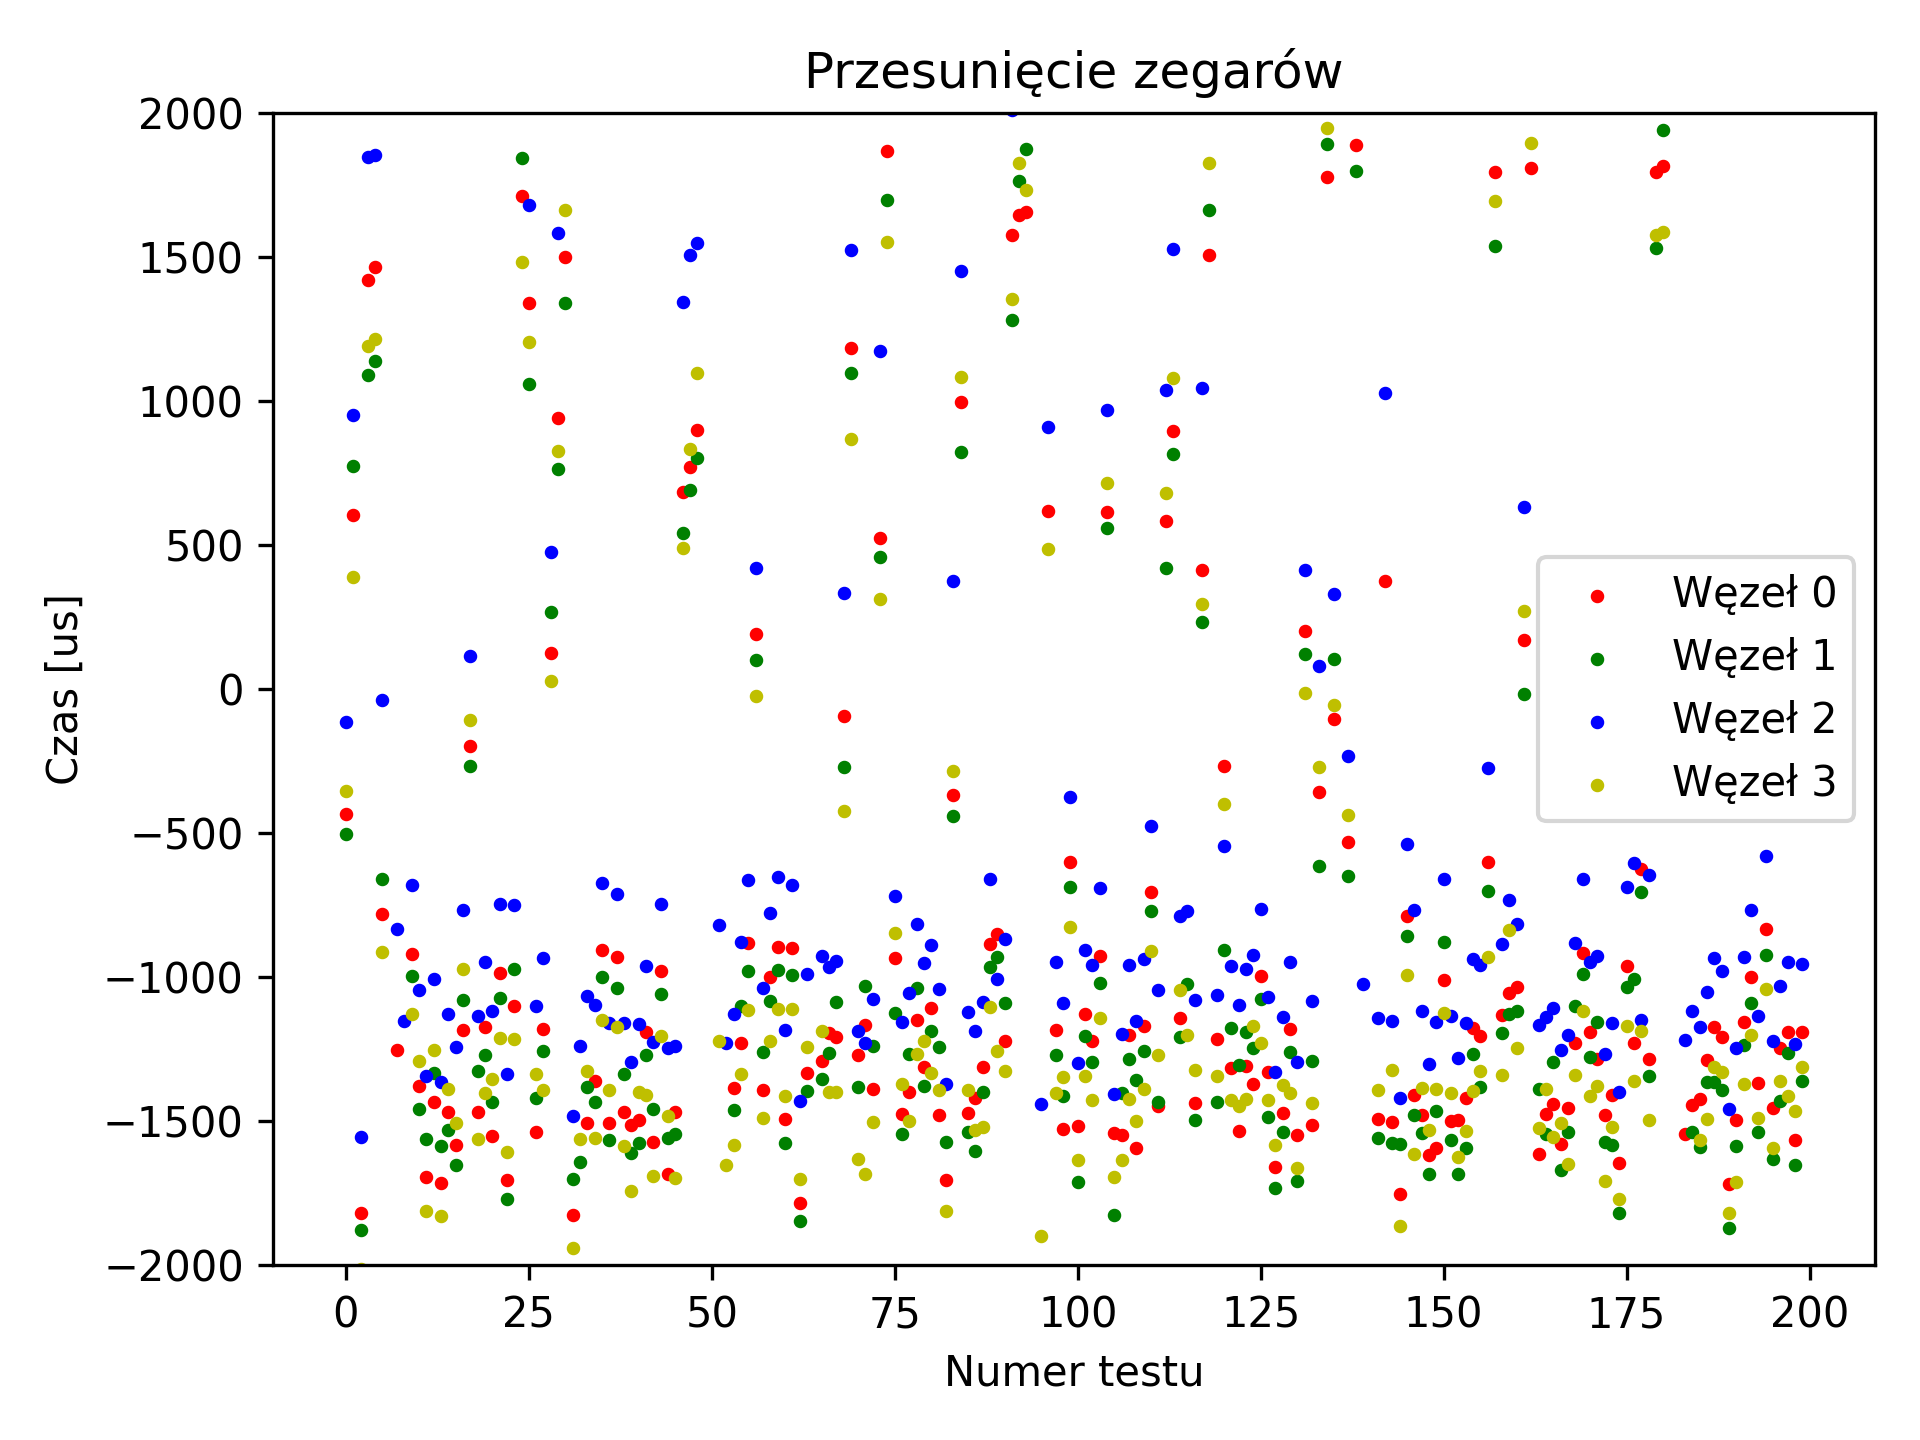 Przesunięcie zegarów
2000
1500
1000
500
0
−500
−1000
−1500
−2000
Czas [us]
Węzeł 0
Węzeł 1
Węzeł 2
Węzeł 3
0 25 50 75 100 125 150 175 200
Numer testu